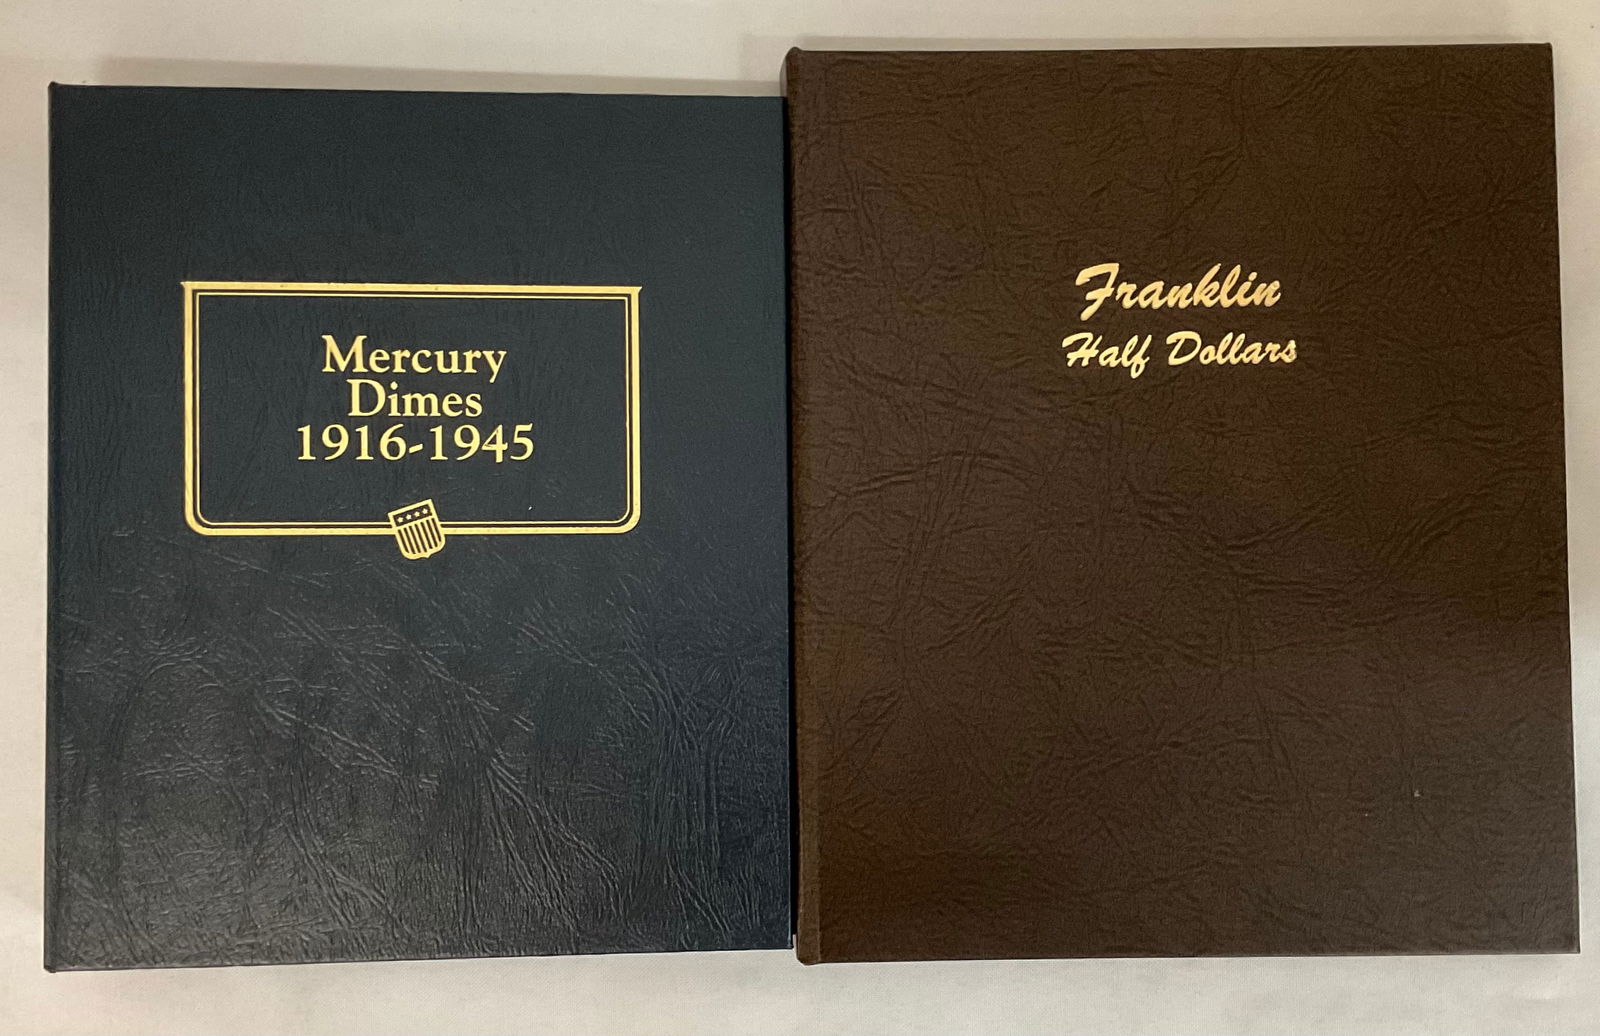 Mercury
Dimes
1916-1945
Franklin
Half Dollars